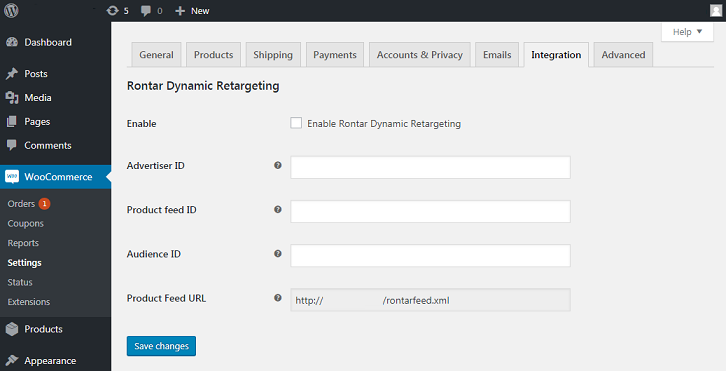 5 0 New
Help
Dashboard
Posts
Media
Pages
Comments
WooCommerce
Orders 1
Coupons
Reports
Settings
Status
Extensions
Products
Appearance
General Products Shipping Payments Accounts & Privacy Emails Integration Advanced
Rontar Dynamic Retargeting
Enable Enable Rontar Dynamic Retargeting
Advertiser ID
Product feed ID
Audience ID
Product Feed URL http:// /rontarfeed.xml
Save changes